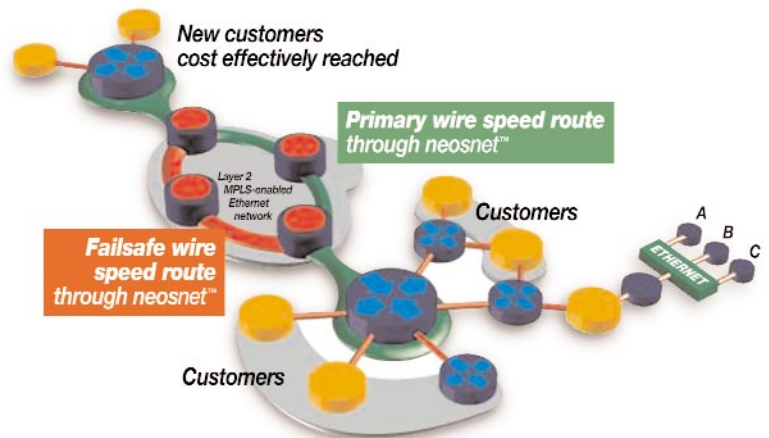 New customers
cost effectively reached
Primary wire speed route
through neosnet™
Layer 2
MPLS-enabled
Ethernet
network
Customers
A
B
C
ETHERNET
Failsafe wire
speed route
through neosnet™
Customers